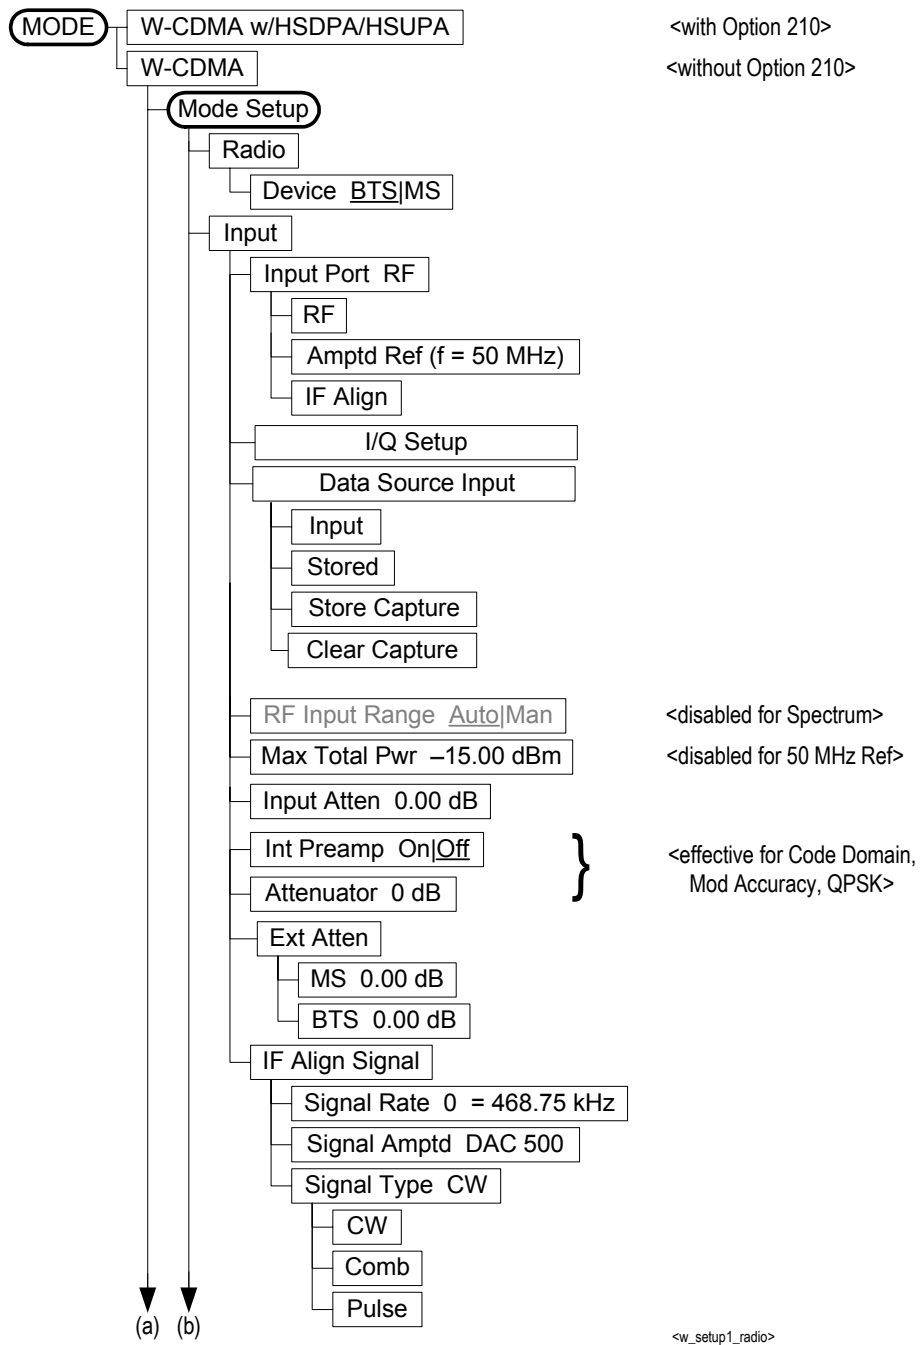 MODE
W-CDMA w/HSDPA/HSUPA <with Option 210>
W-CDMA <without Option 210>
Mode Setup
Radio
Device BTS|MS
Input
Input Port RF
RF
Amptd Ref (f = 50 MHz)
IF Align
I/Q Setup
Data Source Input
Input
Stored
Store Capture
Clear Capture
RF Input Range Auto|Man <disabled for Spectrum>
Max Total Pwr –15.00 dBm <disabled for 50 MHz Ref>
Input Atten 0.00 dB
Int Preamp On|Off } <effective for Code Domain,
Attenuator 0 dB Mod Accuracy, QPSK>
Ext Atten
MS 0.00 dB
BTS 0.00 dB
IF Align Signal
Signal Rate 0 = 468.75 kHz
Signal Amptd DAC 500
Signal Type CW
CW
Comb
Pulse
(a) (b)
<w_setup1_radio>